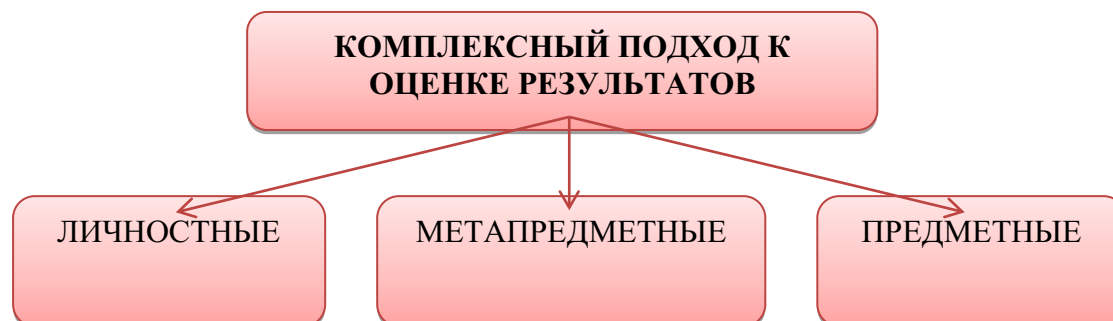 КОМПЛЕКСНЫЙ ПОДХОД К
ОЦЕНКЕ РЕЗУЛЬТАТОВ
ЛИЧНОСТНЫЕ
МЕТАПРЕДМЕТНЫЕ
ПРЕДМЕТНЫЕ